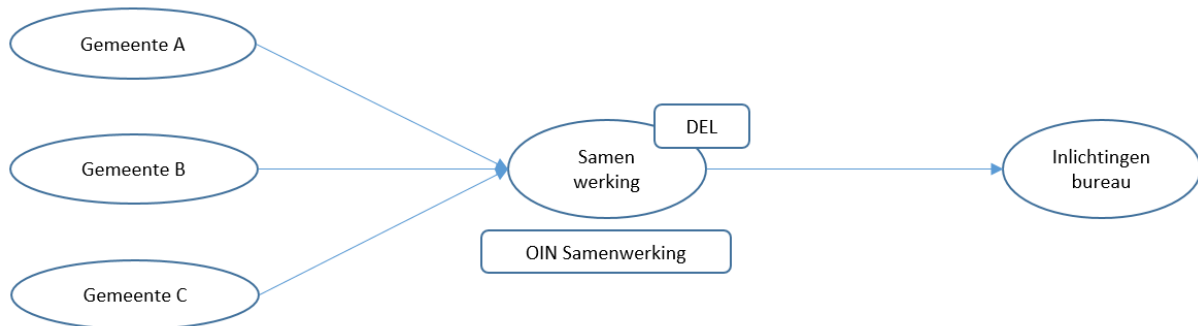 Gemeente A
Gemeente B
Gemeente C
DEL
Samen
werking
OIN Samenwerking
Inlichtingen
bureau